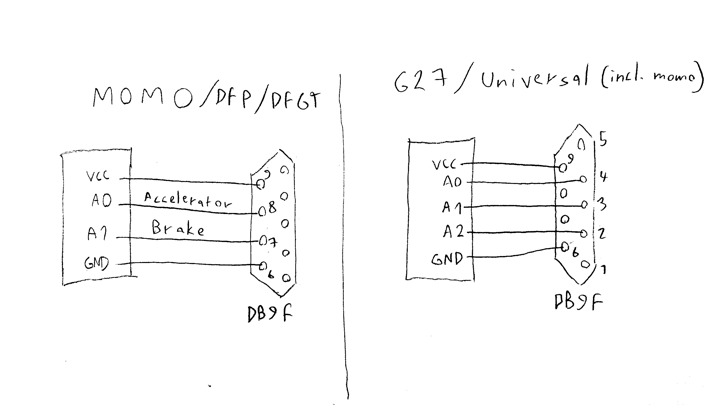 MOMO/DFP/DFGT
VCC 9
A0 Accelerator 8
A1 Brake 7
GND 6
DB9F
G27/Universal (incl. momo)
5
VCC 9
A0 4
A1 3
A2 2
GND 6
1
DB9F